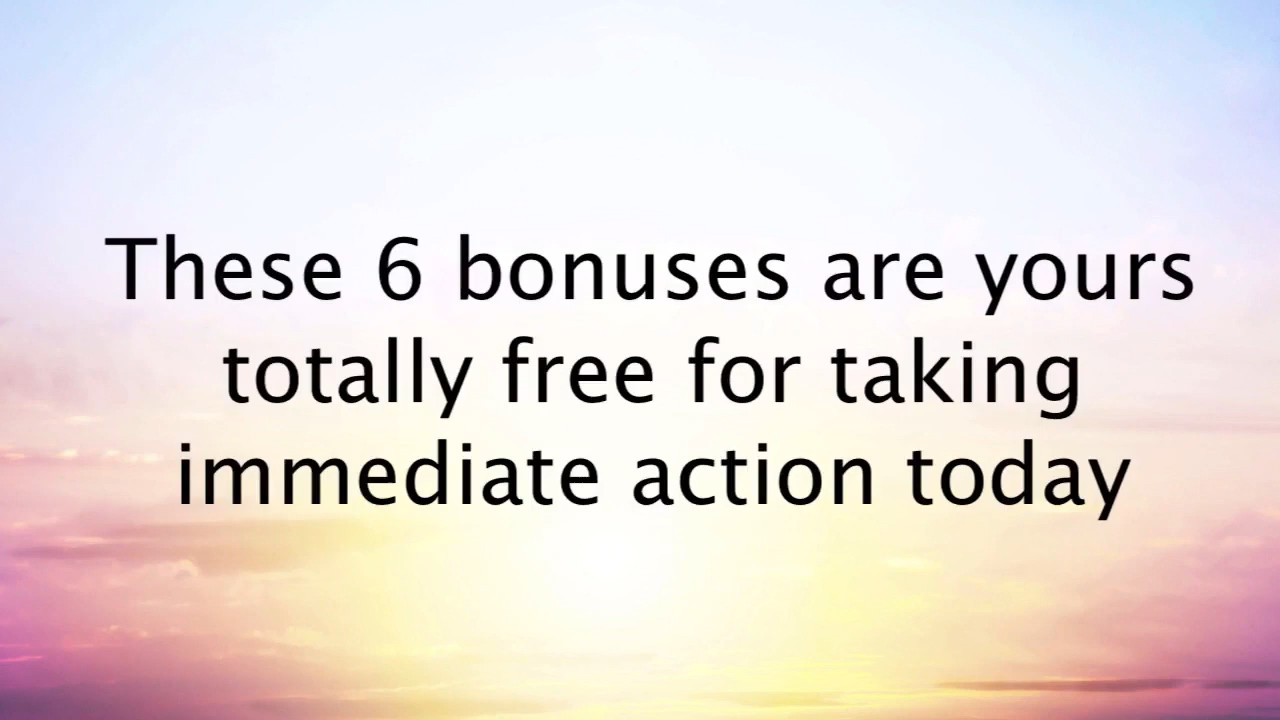 These 6 bonuses are yours
totally free for taking
immediate action today